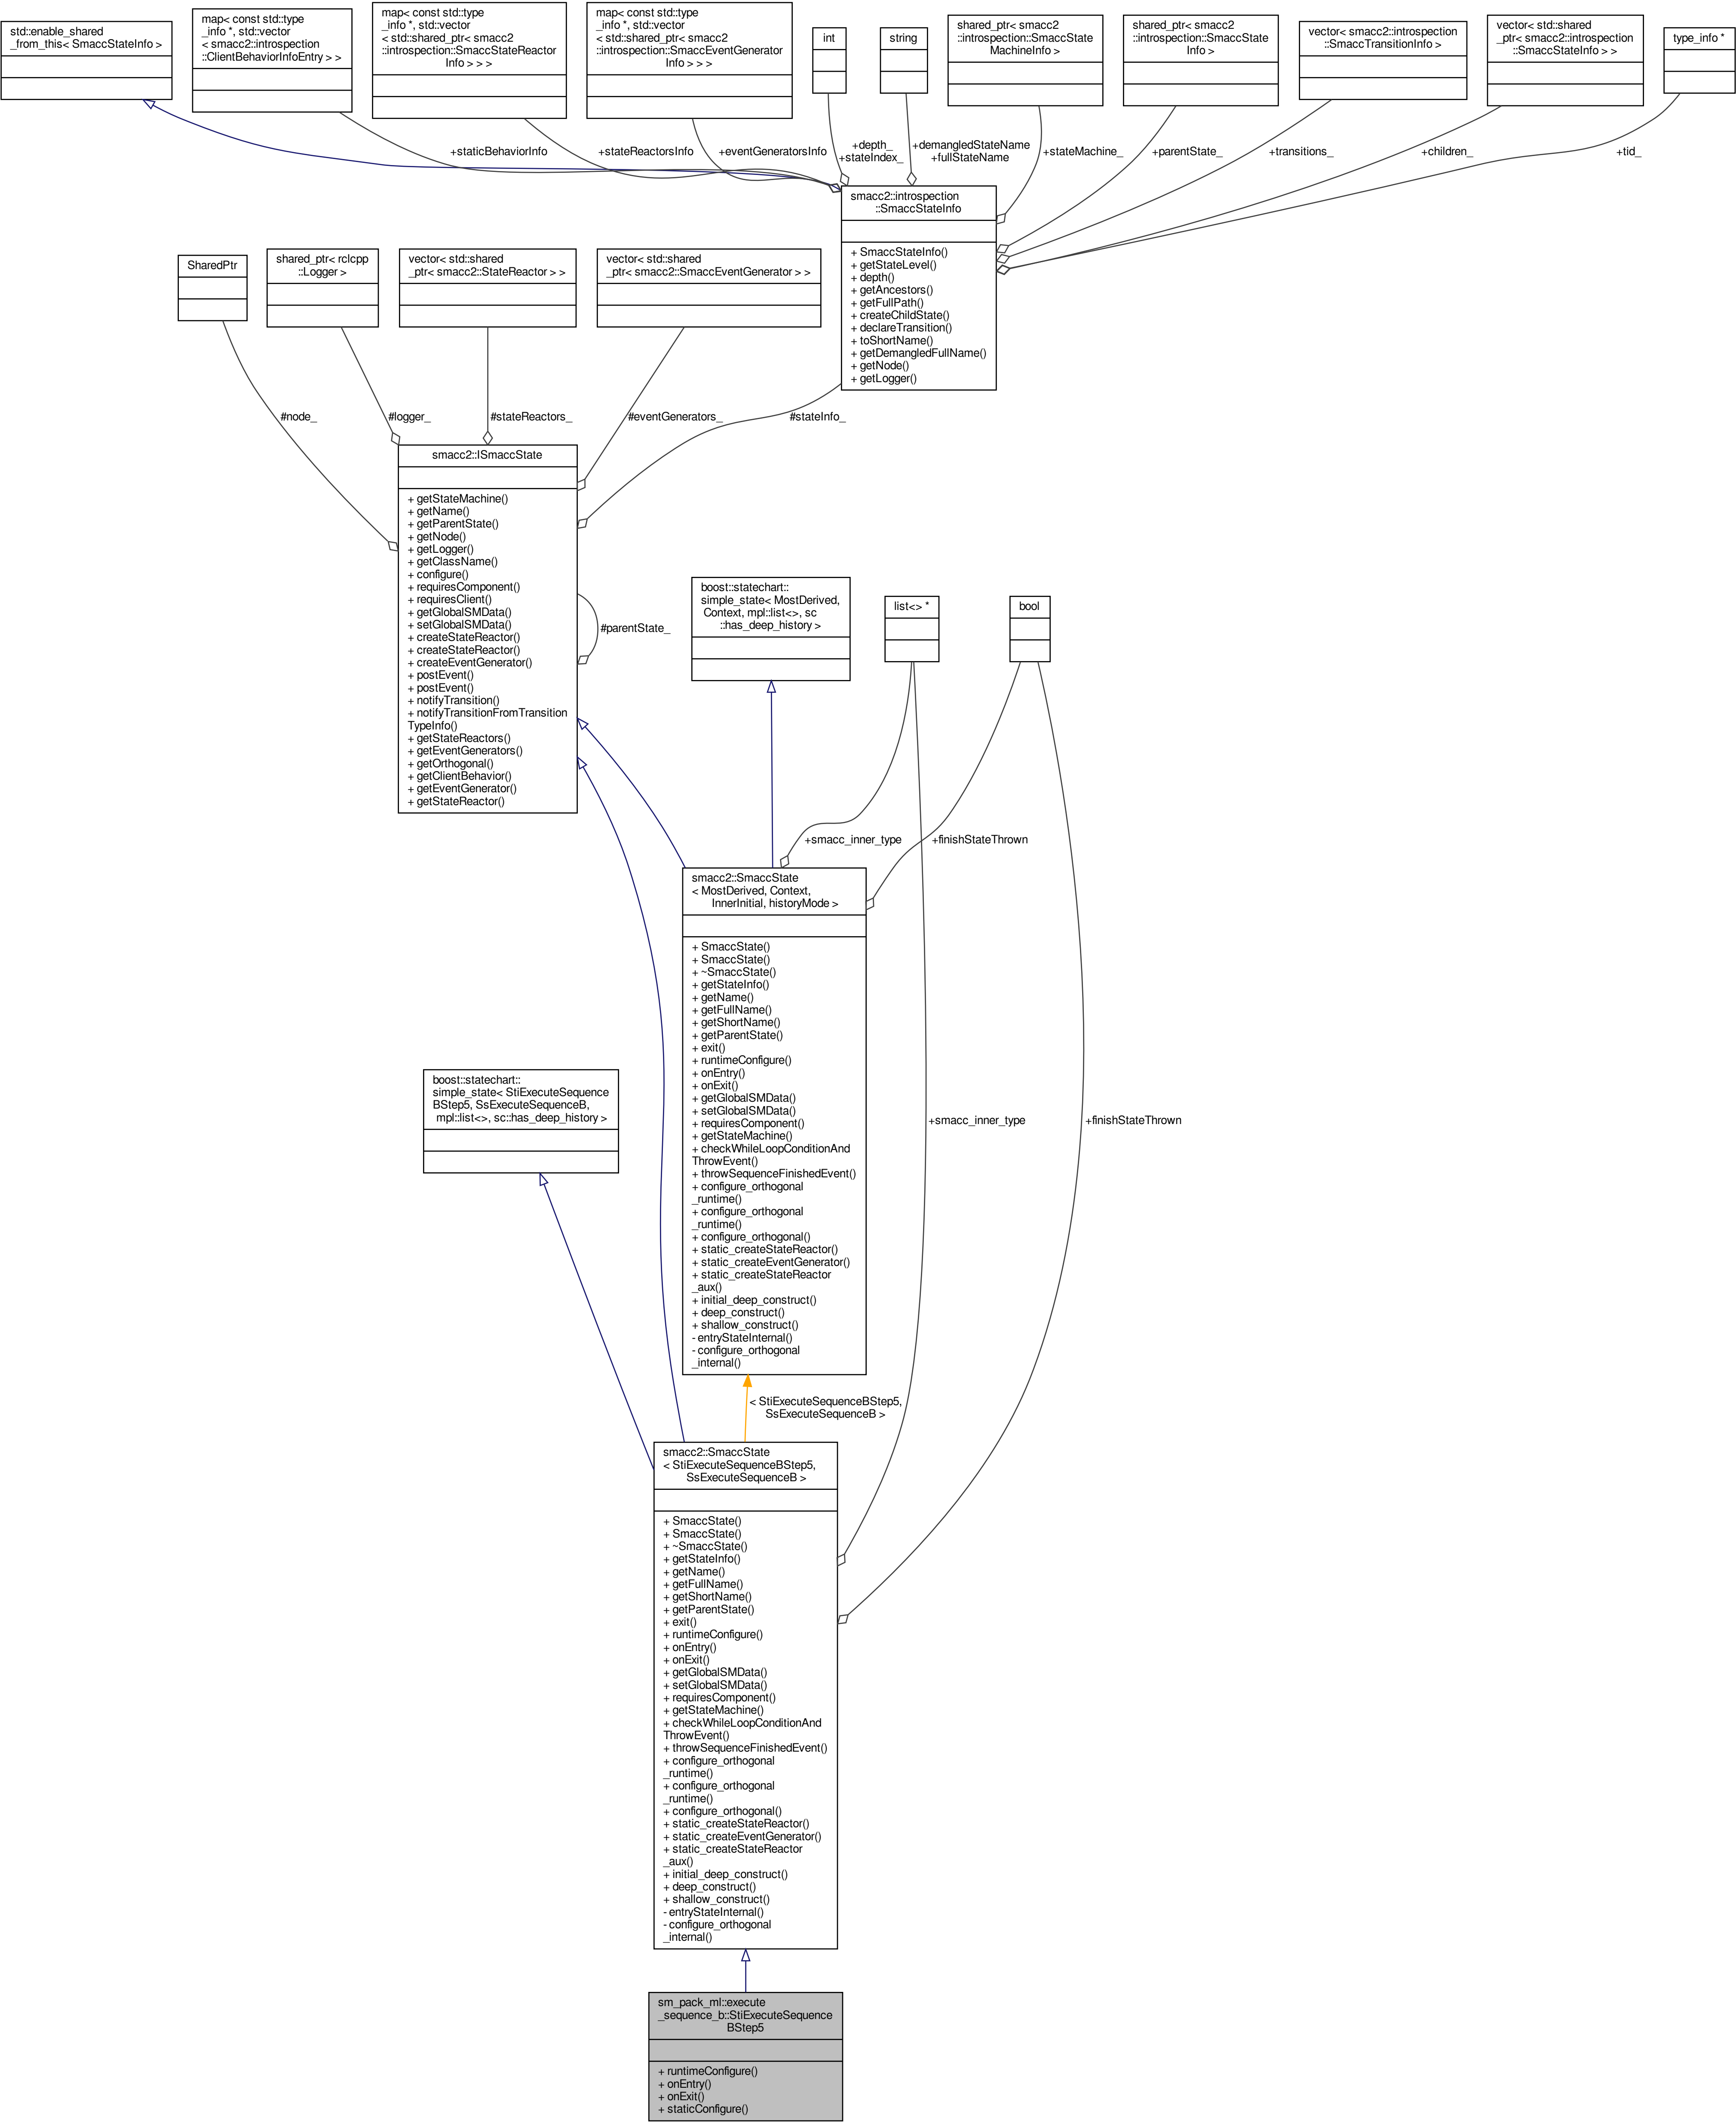 std::enable_shared
_from_this< SmaccStateInfo >
map< const std::type
_info *, std::vector
< smacc2::introspection
::ClientBehaviorInfoEntry > >
map< const std::type
_info *, std::vector
< std::shared_ptr< smacc2
::introspection::SmaccStateReactor
Info > > >
map< const std::type
_info *, std::vector
< std::shared_ptr< smacc2
::introspection::SmaccEventGenerator
Info > > >
int
string
shared_ptr< smacc2
::introspection::SmaccState
MachineInfo >
shared_ptr< smacc2
::introspection::SmaccState
Info >
vector< smacc2::introspection
::SmaccTransitionInfo >
vector< std::shared
_ptr< smacc2::introspection
::SmaccStateInfo > >
type_info *
+staticBehaviorInfo
+stateReactorsInfo
+eventGeneratorsInfo
+depth_
+stateIndex_
+demangledStateName
+fullStateName
+stateMachine_
+parentState_
+transitions_
+children_
+tid_
smacc2::introspection
::SmaccStateInfo
+ SmaccStateInfo()
+ getStateLevel()
+ depth()
+ getAncestors()
+ getFullPath()
+ createChildState()
+ declareTransition()
+ toShortName()
+ getDemangledFullName()
+ getNode()
+ getLogger()
SharedPtr
shared_ptr< rclcpp
::Logger >
vector< std::shared
_ptr< smacc2::StateReactor > >
vector< std::shared
_ptr< smacc2::SmaccEventGenerator > >
#node_
#logger_
#stateReactors_
#eventGenerators_
#stateInfo_
smacc2::ISmaccState
+ getStateMachine()
+ getName()
+ getParentState()
+ getNode()
+ getLogger()
+ getClassName()
+ configure()
+ requiresComponent()
+ requiresClient()
+ getGlobalSMData()
+ setGlobalSMData()
+ createStateReactor()
+ createStateReactor()
+ createEventGenerator()
+ postEvent()
+ postEvent()
+ notifyTransition()
+ notifyTransitionFromTransition
TypeInfo()
+ getStateReactors()
+ getEventGenerators()
+ getOrthogonal()
+ getClientBehavior()
+ getEventGenerator()
+ getStateReactor()
#parentState_
boost::statechart::
simple_state< MostDerived,
Context, mpl::list<>, sc
::has_deep_history >
list<> *
bool
+smacc_inner_type
+finishStateThrown
smacc2::SmaccState
< MostDerived, Context,
InnerInitial, historyMode >
+ SmaccState()
+ SmaccState()
+ ~SmaccState()
+ getStateInfo()
+ getName()
+ getFullName()
+ getShortName()
+ getParentState()
+ exit()
+ runtimeConfigure()
+ onEntry()
+ onExit()
+ getGlobalSMData()
+ setGlobalSMData()
+ requiresComponent()
+ getStateMachine()
+ checkWhileLoopConditionAnd
ThrowEvent()
+ throwSequenceFinishedEvent()
+ configure_orthogonal
_runtime()
+ configure_orthogonal
_runtime()
+ configure_orthogonal()
+ static_createStateReactor()
+ static_createEventGenerator()
+ static_createStateReactor
_aux()
+ initial_deep_construct()
+ deep_construct()
+ shallow_construct()
- entryStateInternal()
- configure_orthogonal
_internal()
boost::statechart::
simple_state< StiExecuteSequence
BStep5, SsExecuteSequenceB,
mpl::list<>, sc::has_deep_history >
+smacc_inner_type
+finishStateThrown
< StiExecuteSequenceBStep5,
SsExecuteSequenceB >
smacc2::SmaccState
< StiExecuteSequenceBStep5,
SsExecuteSequenceB >
+ SmaccState()
+ SmaccState()
+ ~SmaccState()
+ getStateInfo()
+ getName()
+ getFullName()
+ getShortName()
+ getParentState()
+ exit()
+ runtimeConfigure()
+ onEntry()
+ onExit()
+ getGlobalSMData()
+ setGlobalSMData()
+ requiresComponent()
+ getStateMachine()
+ checkWhileLoopConditionAnd
ThrowEvent()
+ throwSequenceFinishedEvent()
+ configure_orthogonal
_runtime()
+ configure_orthogonal
_runtime()
+ configure_orthogonal()
+ static_createStateReactor()
+ static_createEventGenerator()
+ static_createStateReactor
_aux()
+ initial_deep_construct()
+ deep_construct()
+ shallow_construct()
- entryStateInternal()
- configure_orthogonal
_internal()
sm_pack_ml::execute
_sequence_b::StiExecuteSequence
BStep5
+ runtimeConfigure()
+ onEntry()
+ onExit()
+ staticConfigure()